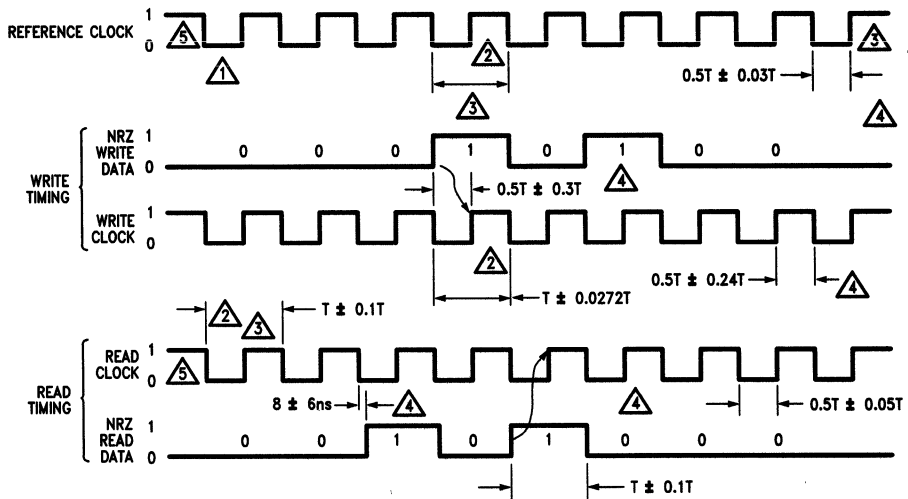 1
REFERENCE CLOCK
0
5
1
2
3
3
0.5T ± 0.03T
4
WRITE TIMING
NRZ WRITE DATA
1
0
0 0 0 1 0 1 0 0
4
0.5T ± 0.3T
WRITE CLOCK
1
0
2
0.5T ± 0.24T
4
T ± 0.0272T
2
3
T ± 0.1T
READ TIMING
READ CLOCK
1
0
5
8 ± 6ns
4
4
0.5T ± 0.05T
NRZ READ DATA
1
0
0 0 1 0 1 0 0 0
T ± 0.1T